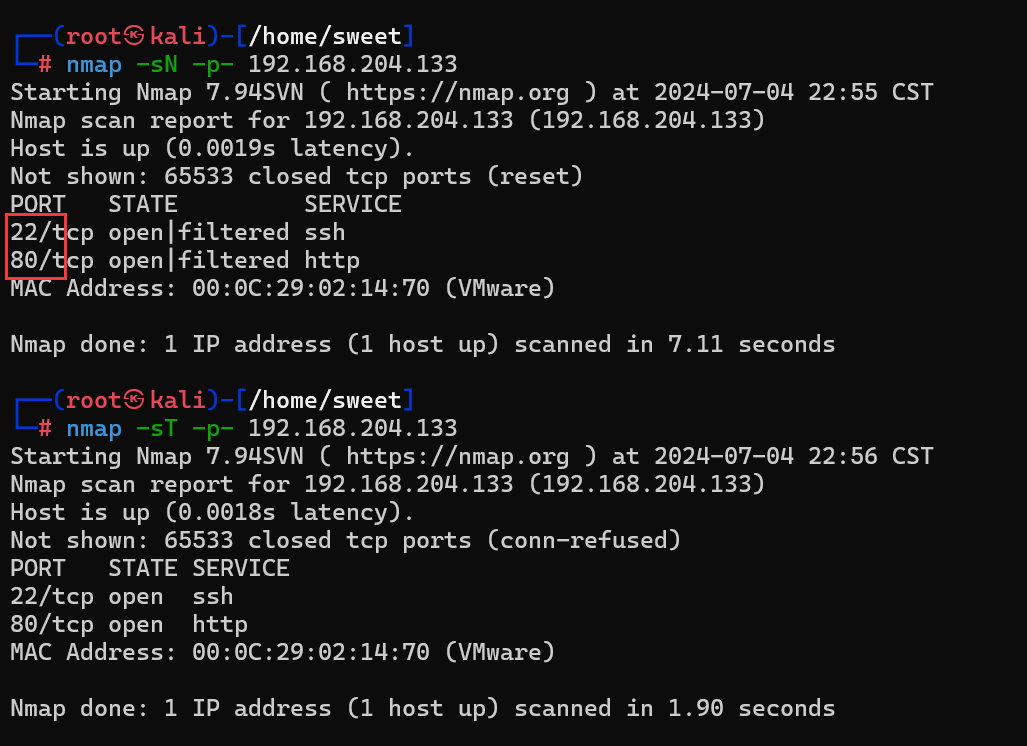 ┌──(root㉿kali)-[/home/sweet]
└─# nmap -sN -p- 192.168.204.133
Starting Nmap 7.94SVN ( https://nmap.org ) at 2024-07-04 22:55 CST
Nmap scan report for 192.168.204.133 (192.168.204.133)
Host is up (0.0019s latency).
Not shown: 65533 closed tcp ports (reset)
PORT   STATE         SERVICE
22/tcp open|filtered ssh
80/tcp open|filtered http
MAC Address: 00:0C:29:02:14:70 (VMware)

Nmap done: 1 IP address (1 host up) scanned in 7.11 seconds

┌──(root㉿kali)-[/home/sweet]
└─# nmap -sT -p- 192.168.204.133
Starting Nmap 7.94SVN ( https://nmap.org ) at 2024-07-04 22:56 CST
Nmap scan report for 192.168.204.133 (192.168.204.133)
Host is up (0.0018s latency).
Not shown: 65533 closed tcp ports (conn-refused)
PORT   STATE SERVICE
22/tcp open  ssh
80/tcp open  http
MAC Address: 00:0C:29:02:14:70 (VMware)

Nmap done: 1 IP address (1 host up) scanned in 1.90 seconds